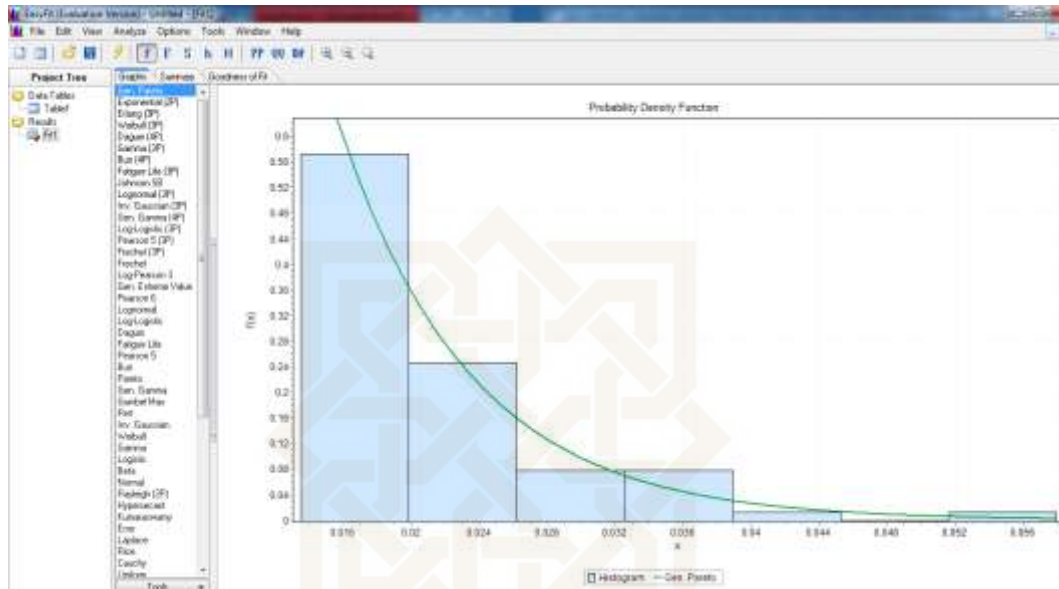 EasyFit (Evaluation Version) - Untitled - [Fit1]
File Edit View Analyze Options Tools Window Help
PP QQ DF
Project Tree
Data Tables
Table1
Results
Fit1
Graphs Summary Goodness of Fit
Gen. Pareto
Exponential (2P)
Erlang (3P)
Weibull (3P)
Dagum (4P)
Gamma (3P)
Burr (4P)
Fatigue Life (3P)
Johnson SB
Lognormal (3P)
Inv. Gaussian (3P)
Gen. Gamma (4P)
Log-Logistic (3P)
Pearson 5 (3P)
Frechet (3P)
Frechet
Log-Pearson 3
Gen. Extreme Value
Pearson 6
Lognormal
Log-Logistic
Dagum
Fatigue Life
Pearson 5
Burr
Pareto
Gen. Gamma
Gumbel Max
Pert
Inv. Gaussian
Weibull
Gamma
Logistic
Beta
Normal
Rayleigh (2P)
Hypersecant
Kumaraswamy
Error
Laplace
Rice
Cauchy
Uniform
Tools
Probability Density Function
f(x)
0.6
0.56
0.52
0.48
0.44
0.4
0.36
0.32
0.28
0.24
0.2
0.16
0.12
0.08
0.04
0
0.016 0.02 0.024 0.028 0.032 0.036 0.04 0.044 0.048 0.052 0.056
x
Histogram Gen. Pareto